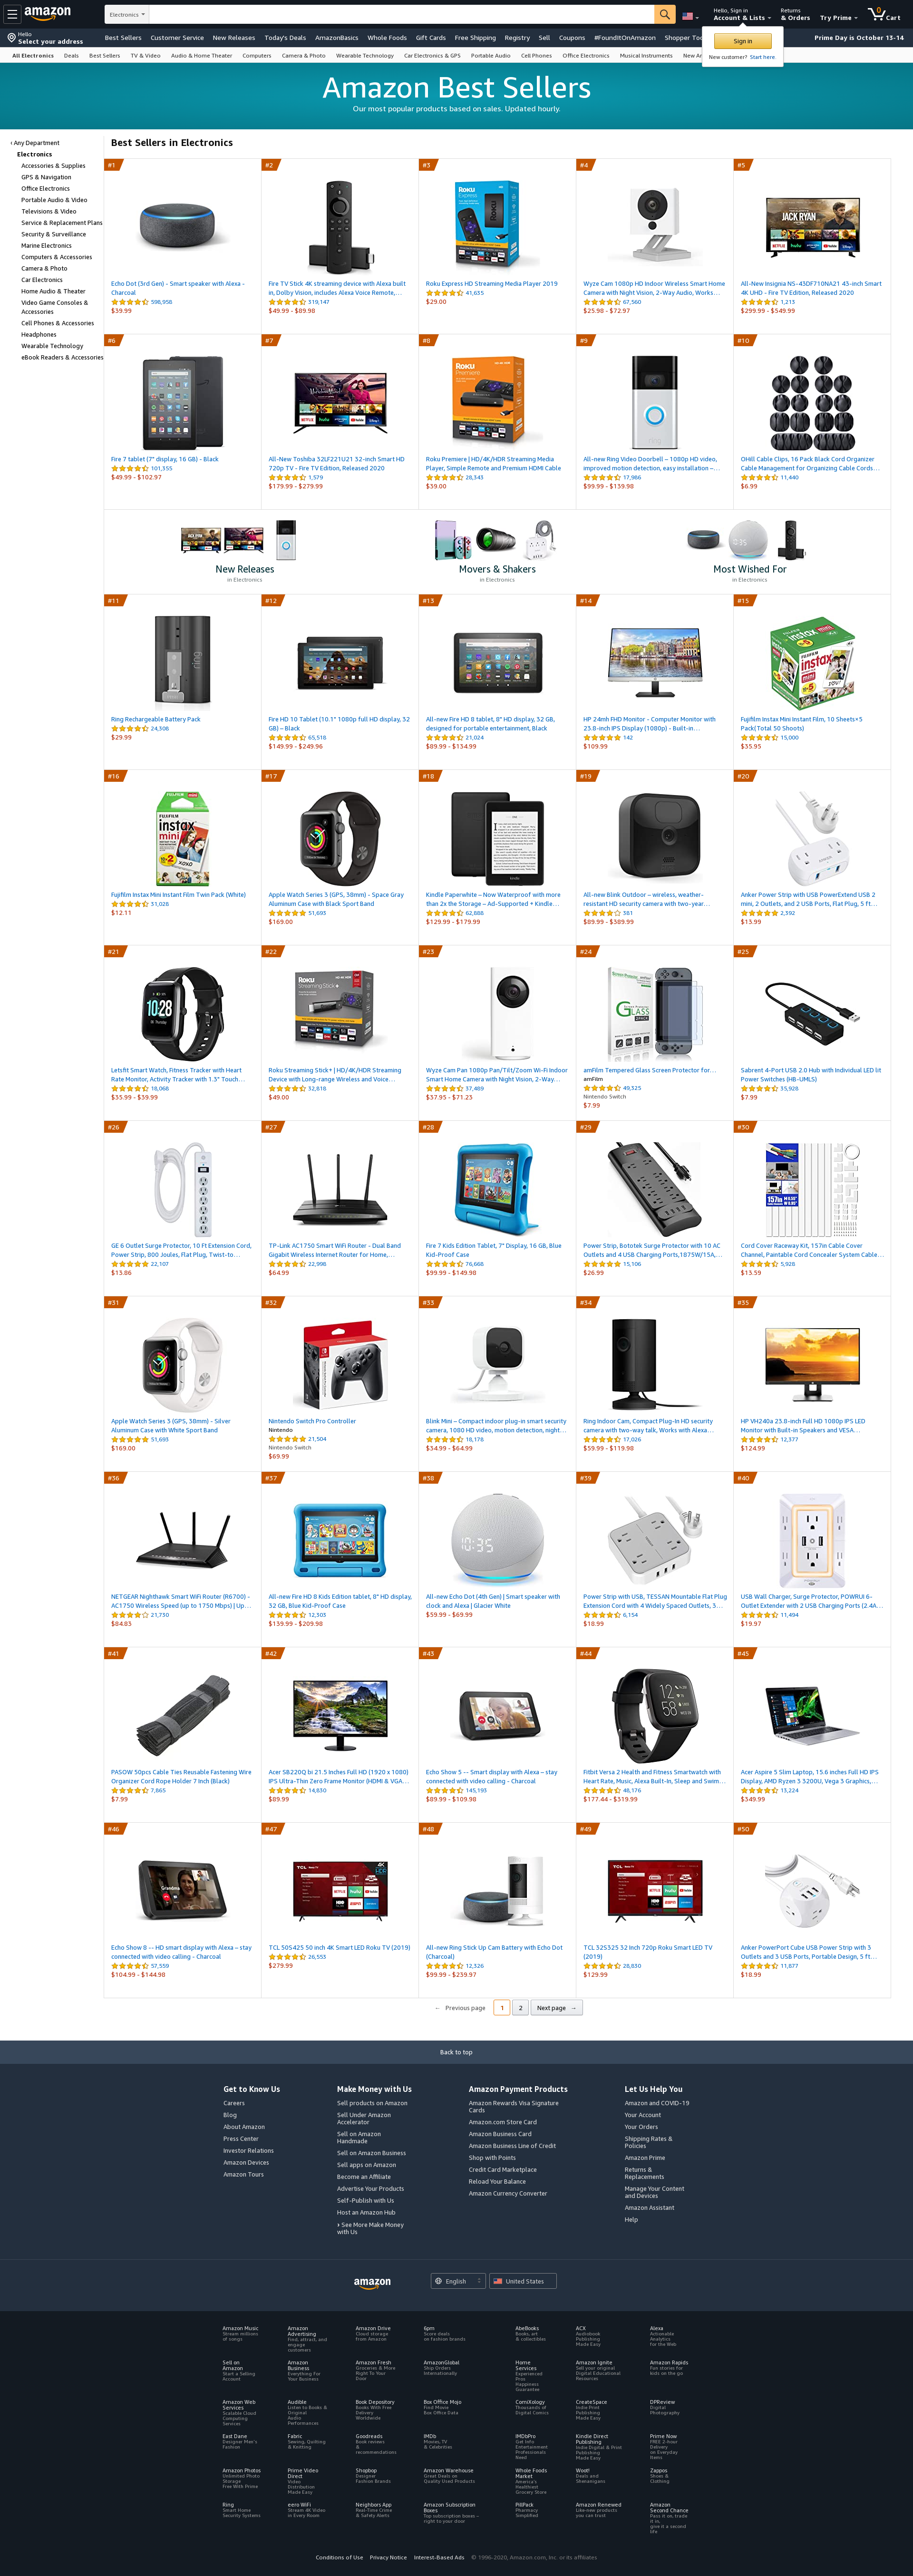 Electronics
Hello
Select your address
Hello, Sign in
Account & Lists
Returns
& Orders
Try Prime
0
Cart
Best Sellers Customer Service New Releases Today's Deals AmazonBasics Whole Foods Gift Cards Free Shipping Registry Sell Coupons #FoundItOnAmazon Shopper
Prime Day is October 13-14
Sign in
New customer? Start here.
All Electronics Deals Best Sellers TV & Video Audio & Home Theater Computers Camera & Photo Wearable Technology Car Electronics & GPS Portable Audio Cell Phones Office Electronics Musical Instruments New
amazon
Amazon Best Sellers
Our most popular products based on sales. Updated hourly.
‹ Any Department
Electronics
Accessories & Supplies
GPS & Navigation
Office Electronics
Portable Audio & Video
Televisions & Video
Service & Replacement Plans
Security & Surveillance
Marine Electronics
Computers & Accessories
Camera & Photo
Car Electronics
Home Audio & Theater
Video Game Consoles &
Accessories
Cell Phones & Accessories
Headphones
Wearable Technology
eBook Readers & Accessories
Best Sellers in Electronics
#1
Echo Dot (3rd Gen) - Smart speaker with Alexa -
Charcoal
598,958
$39.99
#2
Fire TV Stick 4K streaming device with Alexa built
in, Dolby Vision, includes Alexa Voice Remote,…
319,147
$49.99 - $89.98
#3
Roku Express HD Streaming Media Player 2019
41,635
$29.00
#4
Wyze Cam 1080p HD Indoor Wireless Smart Home
Camera with Night Vision, 2-Way Audio, Works…
67,560
$25.98 - $72.97
#5
JACK RYAN
All-New Insignia NS-43DF710NA21 43-inch Smart
4K UHD - Fire TV Edition, Released 2020
1,213
$299.99 - $549.99
#6
Fire 7 tablet (7" display, 16 GB) - Black
101,355
$49.99 - $102.97
#7
All-New Toshiba 32LF221U21 32-inch Smart HD
720p TV - Fire TV Edition, Released 2020
1,579
$179.99 - $279.99
#8
Roku Premiere | HD/4K/HDR Streaming Media
Player, Simple Remote and Premium HDMI Cable
28,343
$39.00
#9
All-new Ring Video Doorbell – 1080p HD video,
improved motion detection, easy installation –…
17,986
$99.99 - $139.98
#10
OHill Cable Clips, 16 Pack Black Cord Organizer
Cable Management for Organizing Cable Cords…
11,440
$6.99
New Releases
in Electronics
Movers & Shakers
in Electronics
Most Wished For
in Electronics
#11
Ring Rechargeable Battery Pack
24,308
$29.99
#12
Fire HD 10 Tablet (10.1" 1080p full HD display, 32
GB) – Black
65,518
$149.99 - $249.96
#13
All-new Fire HD 8 tablet, 8" HD display, 32 GB,
designed for portable entertainment, Black
21,024
$89.99 - $134.99
#14
HP 24mh FHD Monitor - Computer Monitor with
23.8-inch IPS Display (1080p) - Built-in…
142
$109.99
#15
Fujifilm Instax Mini Instant Film, 10 Sheets×5
Pack(Total 50 Shoots)
15,000
$35.95
#16
Fujifilm Instax Mini Instant Film Twin Pack (White)
31,028
$12.11
#17
Apple Watch Series 3 (GPS, 38mm) - Space Gray
Aluminum Case with Black Sport Band
51,693
$169.00
#18
Kindle Paperwhite – Now Waterproof with more
than 2x the Storage – Ad-Supported + Kindle…
62,888
$129.99 - $179.99
#19
All-new Blink Outdoor – wireless, weather-
resistant HD security camera with two-year…
381
$89.99 - $389.99
#20
Anker Power Strip with USB PowerExtend USB 2
mini, 2 Outlets, and 2 USB Ports, Flat Plug, 5 ft…
2,392
$13.99
#21
Letsfit Smart Watch, Fitness Tracker with Heart
Rate Monitor, Activity Tracker with 1.3" Touch…
18,068
$35.99 - $39.99
#22
Roku Streaming Stick+ | HD/4K/HDR Streaming
Device with Long-range Wireless and Voice…
32,818
$49.00
#23
Wyze Cam Pan 1080p Pan/Tilt/Zoom Wi-Fi Indoor
Smart Home Camera with Night Vision, 2-Way…
37,489
$37.95 - $71.23
#24
amFilm Tempered Glass Screen Protector for…
amFilm
49,325
Nintendo Switch
$7.99
#25
Sabrent 4-Port USB 2.0 Hub with Individual LED lit
Power Switches (HB-UMLS)
35,928
$7.99
#26
GE 6 Outlet Surge Protector, 10 Ft Extension Cord,
Power Strip, 800 Joules, Flat Plug, Twist-to…
22,107
$13.86
#27
TP-Link AC1750 Smart WiFi Router - Dual Band
Gigabit Wireless Internet Router for Home,…
22,998
$64.99
#28
Fire 7 Kids Edition Tablet, 7" Display, 16 GB, Blue
Kid-Proof Case
76,668
$99.99 - $149.98
#29
Power Strip, Bototek Surge Protector with 10 AC
Outlets and 4 USB Charging Ports,1875W/15A,…
15,106
$26.99
#30
157in
Cord Cover Raceway Kit, 157in Cable Cover
Channel, Paintable Cord Concealer System Cable…
5,928
$13.59
#31
Apple Watch Series 3 (GPS, 38mm) - Silver
Aluminum Case with White Sport Band
51,693
$169.00
#32
Nintendo Switch Pro Controller
Nintendo
21,504
Nintendo Switch
$69.99
#33
Blink Mini – Compact indoor plug-in smart security
camera, 1080 HD video, motion detection, night…
18,178
$34.99 - $64.99
#34
Ring Indoor Cam, Compact Plug-In HD security
camera with two-way talk, Works with Alexa…
17,026
$59.99 - $119.98
#35
HP VH240a 23.8-inch Full HD 1080p IPS LED
Monitor with Built-in Speakers and VESA…
12,377
$124.99
#36
NETGEAR Nighthawk Smart WiFi Router (R6700) -
AC1750 Wireless Speed (up to 1750 Mbps) | Up…
21,730
$84.83
#37
All-new Fire HD 8 Kids Edition tablet, 8" HD display,
32 GB, Blue Kid-Proof Case
12,303
$139.99 - $209.98
#38
All-new Echo Dot (4th Gen) | Smart speaker with
clock and Alexa | Glacier White
$59.99 - $69.99
#39
Power Strip with USB, TESSAN Mountable Flat Plug
Extension Cord with 4 Widely Spaced Outlets, 3…
6,154
$18.99
#40
USB Wall Charger, Surge Protector, POWRUI 6-
Outlet Extender with 2 USB Charging Ports (2.4A…
11,494
$19.97
#41
PASOW 50pcs Cable Ties Reusable Fastening Wire
Organizer Cord Rope Holder 7 Inch (Black)
7,865
$7.99
#42
Acer SB220Q bi 21.5 Inches Full HD (1920 x 1080)
IPS Ultra-Thin Zero Frame Monitor (HDMI & VGA…
14,830
$89.99
#43
Echo Show 5 -- Smart display with Alexa – stay
connected with video calling - Charcoal
145,193
$89.99 - $109.98
#44
Fitbit Versa 2 Health and Fitness Smartwatch with
Heart Rate, Music, Alexa Built-In, Sleep and Swim…
48,176
$177.44 - $319.99
#45
Acer Aspire 5 Slim Laptop, 15.6 inches Full HD IPS
Display, AMD Ryzen 3 3200U, Vega 3 Graphics,…
13,224
$349.99
#46
Echo Show 8 -- HD smart display with Alexa – stay
connected with video calling - Charcoal
57,559
$104.99 - $144.98
#47
TCL 50S425 50 inch 4K Smart LED Roku TV (2019)
26,553
$279.99
#48
All-new Ring Stick Up Cam Battery with Echo Dot
(Charcoal)
12,326
$99.99 - $239.97
#49
TCL 32S325 32 Inch 720p Roku Smart LED TV
(2019)
28,830
$129.99
#50
Anker PowerPort Cube USB Power Strip with 3
Outlets and 3 USB Ports, Portable Design, 5 ft…
11,877
$18.99
← Previous page 1 2 Next page →
Back to top
Get to Know Us
Careers
Blog
About Amazon
Press Center
Investor Relations
Amazon Devices
Amazon Tours
Make Money with Us
Sell products on Amazon
Sell Under Amazon
Accelerator
Sell on Amazon
Handmade
Sell on Amazon Business
Sell apps on Amazon
Become an Affiliate
Advertise Your Products
Self-Publish with Us
Host an Amazon Hub
› See More Make Money
with Us
Amazon Payment Products
Amazon Rewards Visa Signature
Cards
Amazon.com Store Card
Amazon Business Card
Amazon Business Line of Credit
Shop with Points
Credit Card Marketplace
Reload Your Balance
Amazon Currency Converter
Let Us Help You
Amazon and COVID-19
Your Account
Your Orders
Shipping Rates &
Policies
Amazon Prime
Returns &
Replacements
Manage Your Content
and Devices
Amazon Assistant
Help
amazon
English
United States
Amazon Music
Stream millions
of songs
Amazon
Advertising
Find, attract, and
engage
customers
Amazon Drive
Cloud storage
from Amazon
6pm
Score deals
on fashion brands
AbeBooks
Books, art
& collectibles
ACX
Audiobook
Publishing
Made Easy
Alexa
Actionable
Analytics
for the Web
Sell on
Amazon
Start a Selling
Account
Amazon
Business
Everything For
Your Business
Amazon Fresh
Groceries & More
Right To Your
Door
AmazonGlobal
Ship Orders
Internationally
Home
Services
Experienced
Pros
Happiness
Guarantee
Amazon Ignite
Sell your original
Digital Educational
Resources
Amazon Rapids
Fun stories for
kids on the go
Amazon Web
Services
Scalable Cloud
Computing
Services
Audible
Listen to Books &
Original
Audio
Performances
Book Depository
Books With Free
Delivery
Worldwide
Box Office Mojo
Find Movie
Box Office Data
ComiXology
Thousands of
Digital Comics
CreateSpace
Indie Print
Publishing
Made Easy
DPReview
Digital
Photography
East Dane
Designer Men's
Fashion
Fabric
Sewing, Quilting
& Knitting
Goodreads
Book reviews
&
recommendations
IMDb
Movies, TV
& Celebrities
IMDbPro
Get Info
Entertainment
Professionals
Need
Kindle Direct
Publishing
Indie Digital & Print
Publishing
Made Easy
Prime Now
FREE 2-hour
Delivery
on Everyday
Items
Amazon Photos
Unlimited Photo
Storage
Free With Prime
Prime Video
Direct
Video
Distribution
Made Easy
Shopbop
Designer
Fashion Brands
Amazon Warehouse
Great Deals on
Quality Used Products
Whole Foods
Market
America's
Healthiest
Grocery Store
Woot!
Deals and
Shenanigans
Zappos
Shoes &
Clothing
Ring
Smart Home
Security Systems
eero WiFi
Stream 4K Video
in Every Room
Neighbors App
Real-Time Crime
& Safety Alerts
Amazon Subscription
Boxes
Top subscription boxes –
right to your door
PillPack
Pharmacy
Simplified
Amazon Renewed
Like-new products
you can trust
Amazon
Second Chance
Pass it on, trade
it in,
give it a second
life
Conditions of Use Privacy Notice Interest-Based Ads © 1996-2020, Amazon.com, Inc. or its affiliates